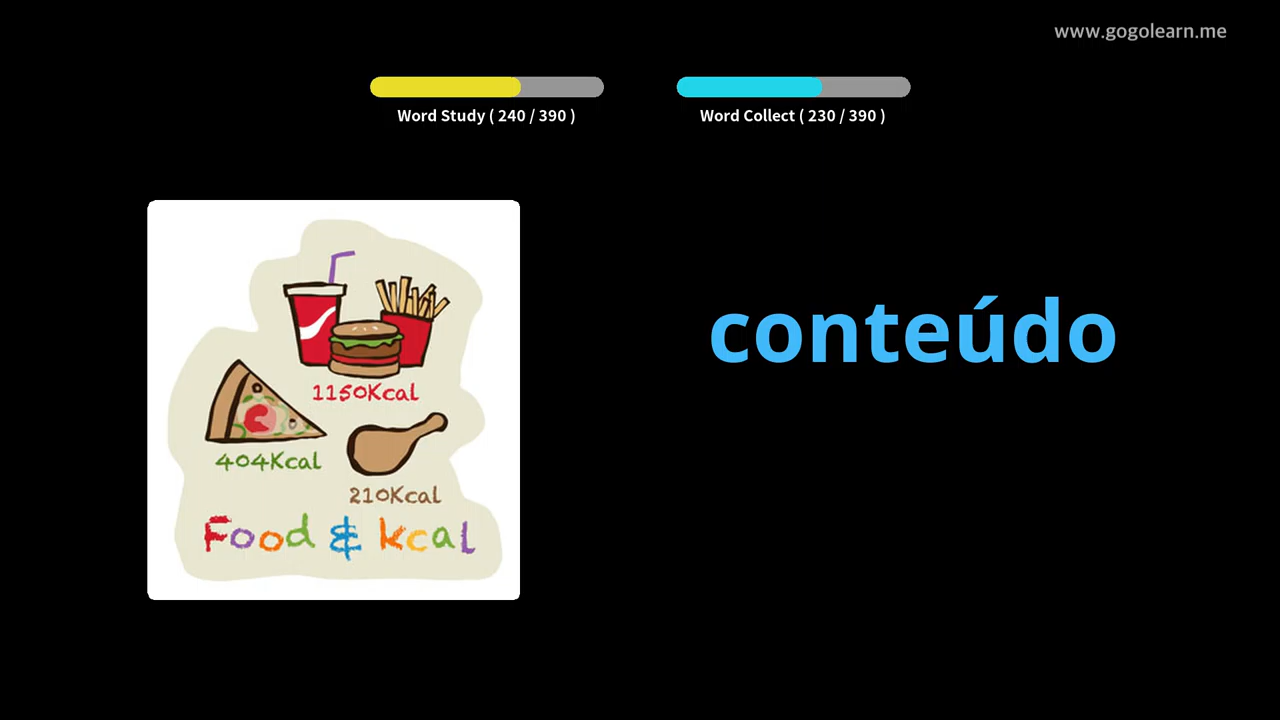 www.gogolearn.me
Word Study ( 240 / 390 )
Word Collect ( 230 / 390 )
1150Kcal
404Kcal
210Kcal
Food & kcal
conteúdo